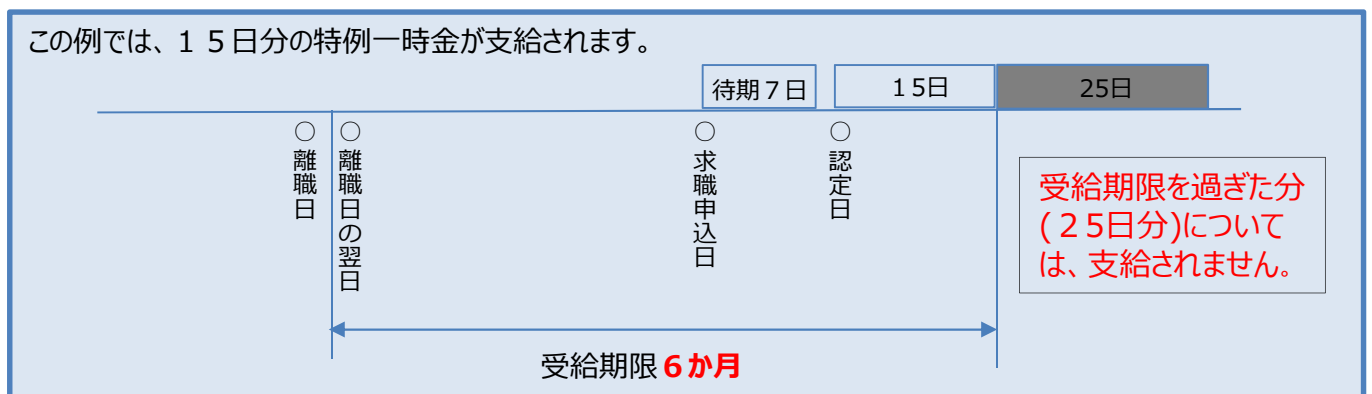 この例では、１５日分の特例一時金が支給されます。
待期７日
１５日
25日
○離職日
○離職日の翌日
○求職申込日
○認定日
受給期限を過ぎた分
(２５日分)について
は、支給されません。
受給期限６か月